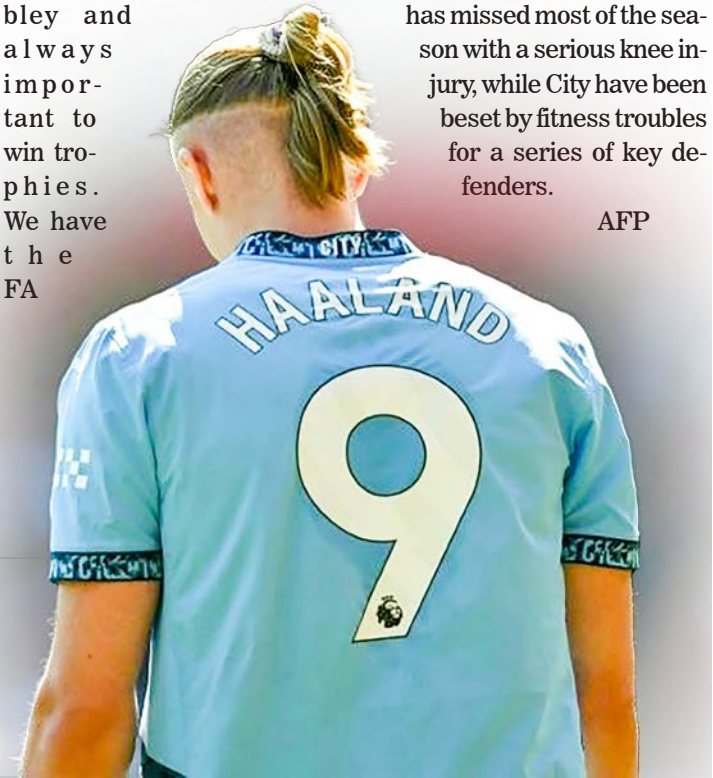 bley and
always
impor-
tant to
win tro-
phies.
We have
the
FA
has missed most of the sea-
son with a serious knee in-
jury, while City have been
beset by fitness troubles
for a series of key de-
fenders.
AFP
CITY
HAALAND
9